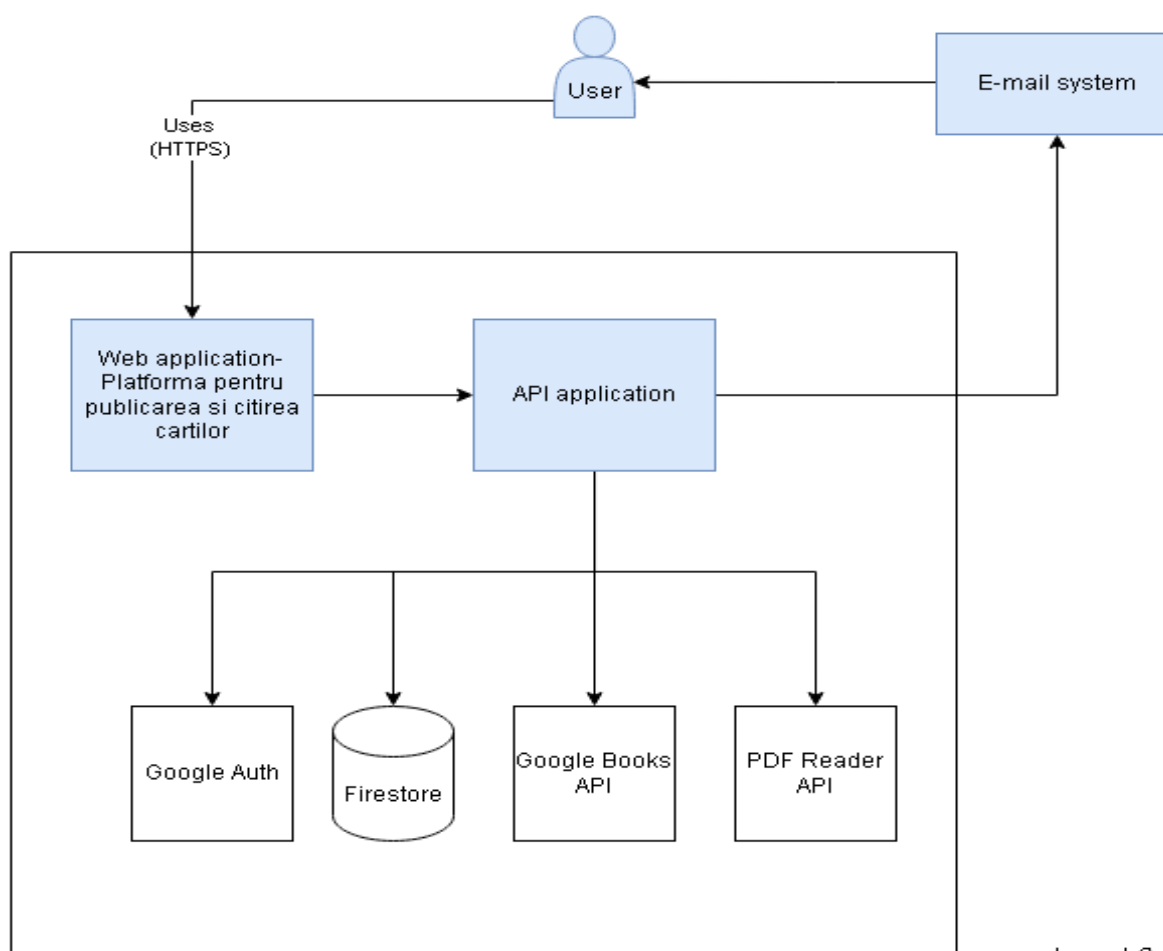 User
E-mail system
Uses
(HTTPS)
Web application-
Platforma pentru
publicarea si citirea
cartilor
API application
Google Auth
Firestore
Google Books
API
PDF Reader
API